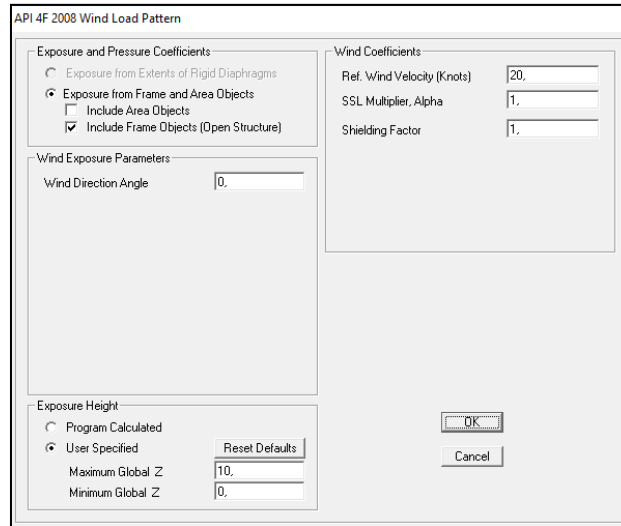 API 4F 2008 Wind Load Pattern
Exposure and Pressure Coefficients
Exposure from Extents of Rigid Diaphragms
Exposure from Frame and Area Objects
Include Area Objects
Include Frame Objects (Open Structure)
Wind Exposure Parameters
Wind Direction Angle 0,
Exposure Height
Program Calculated
User Specified Reset Defaults
Maximum Global Z 10,
Minimum Global Z 0,
Wind Coefficients
Ref. Wind Velocity (Knots) 20,
SSL Multiplier, Alpha 1,
Shielding Factor 1,
OK
Cancel